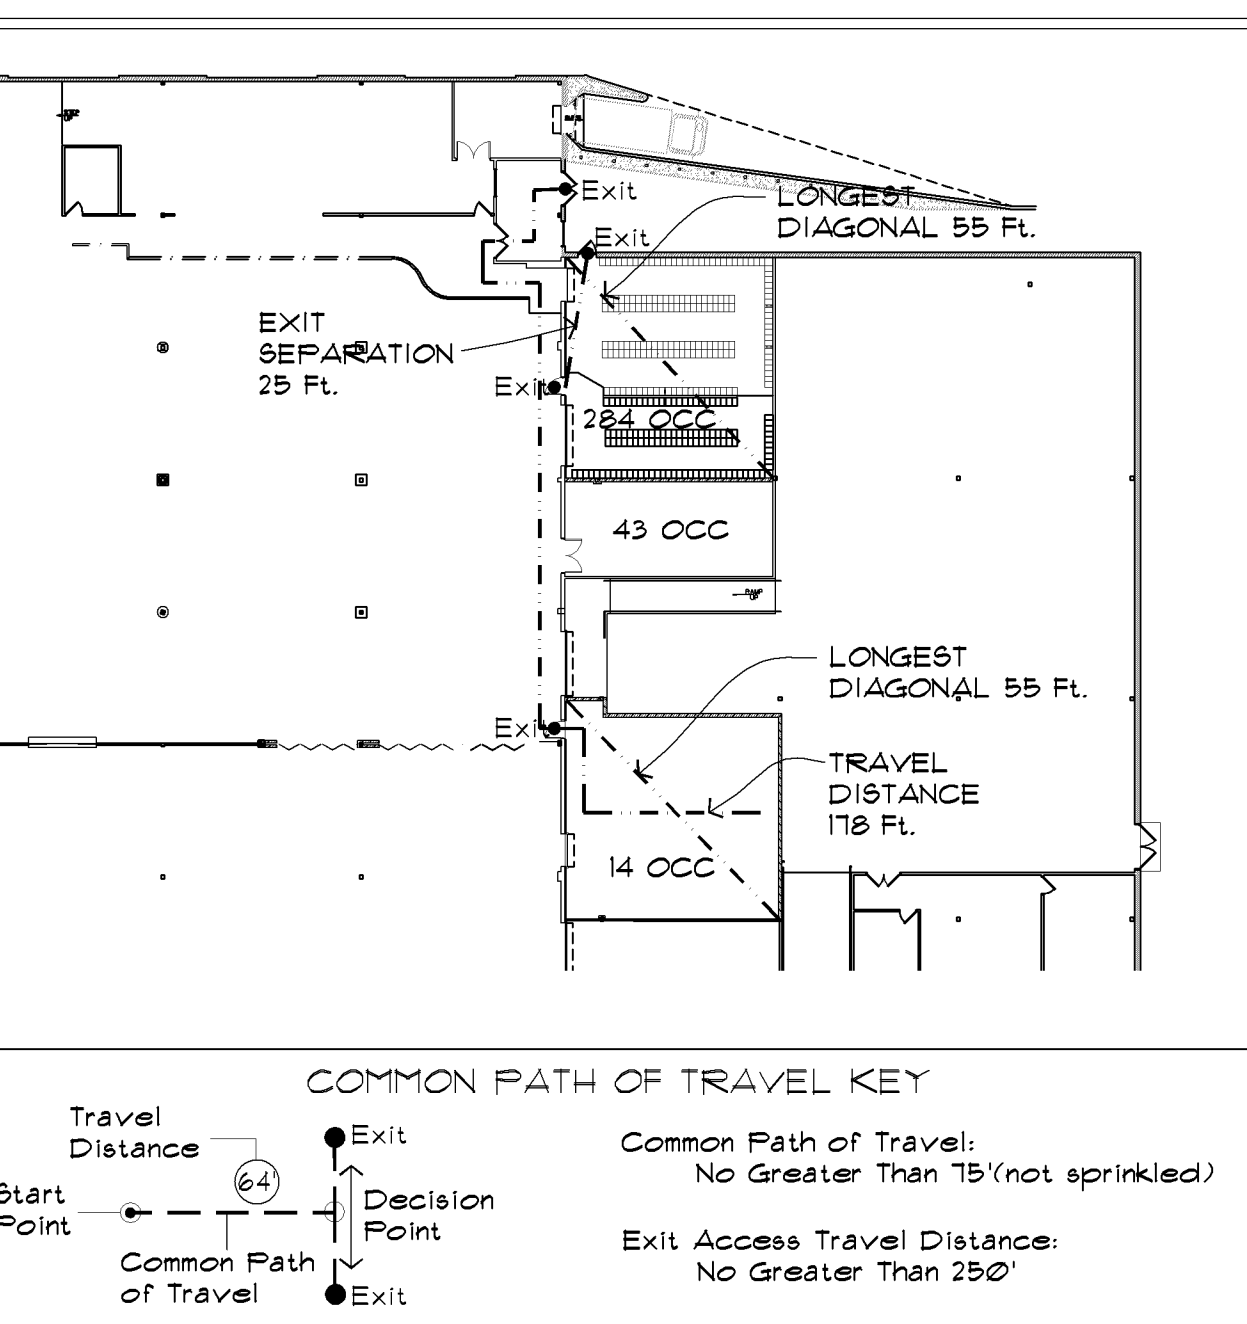 Exit
LONGEST
DIAGONAL 55 Ft.
Exit
EXIT
SEPARATION
25 Ft.
Exit
284 OCC
43 OCC
RAMP
UP
LONGEST
DIAGONAL 55 Ft.
Exit
TRAVEL
DISTANCE
178 Ft.
14 OCC
COMMON PATH OF TRAVEL KEY
Travel
Distance
Exit
64'
Start
Point
Decision
Point
Common Path
of Travel
Exit
Common Path of Travel:
No Greater Than 75'(not sprinkled)
Exit Access Travel Distance:
No Greater Than 250'